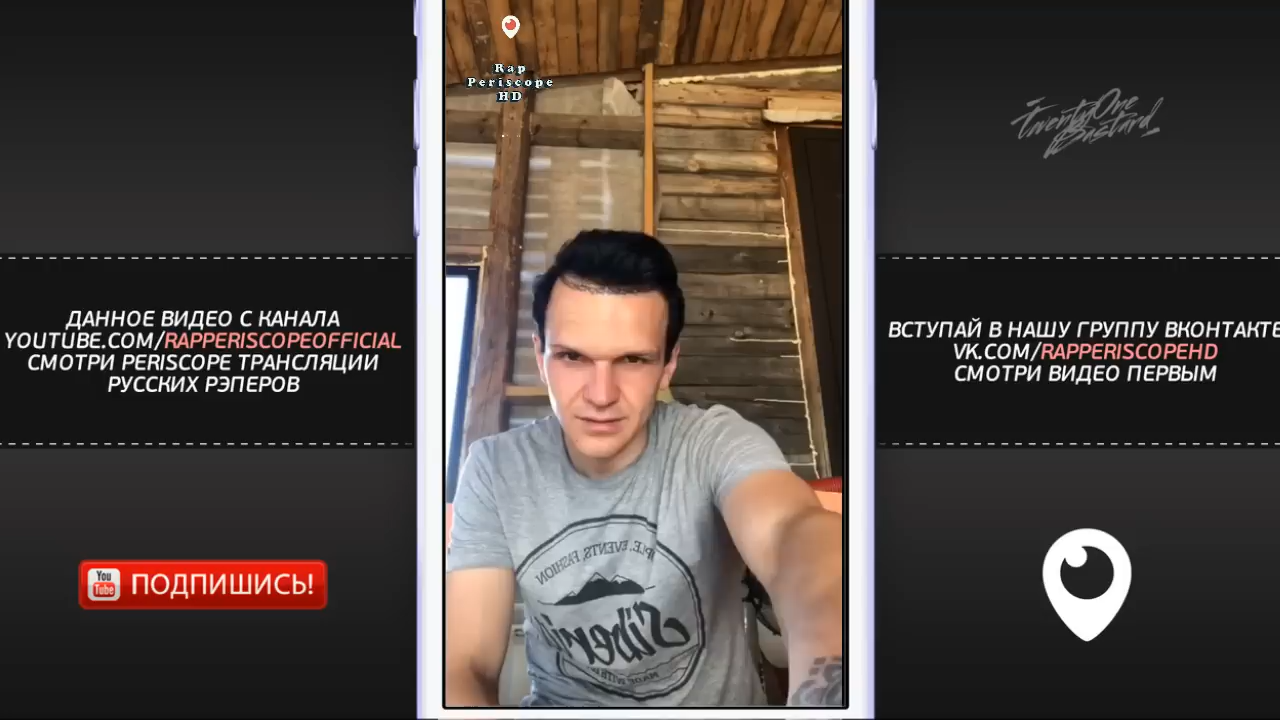 Rap
Periscope
HD
TwentyOne
Bastard
ДАННОЕ ВИДЕО С КАНАЛА
YOUTUBE.COM/RAPPERISCOPEOFFICIAL
СМОТРИ PERISCOPE ТРАНСЛЯЦИИ
РУССКИХ РЭПЕРОВ
ВСТУПАЙ В НАШУ ГРУППУ ВКОНТАКТЕ
VK.COM/RAPPERISCOPEHD
СМОТРИ ВИДЕО ПЕРВЫМ
You
Tube
ПОДПИШИСЬ!
EVENTS, FASHION